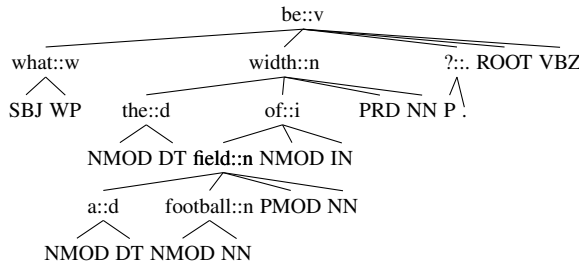 be::v
what::w width::n ?::. ROOT VBZ
SBJ WP the::d of::i PRD NN P .
NMOD DT field::n NMOD IN
a::d football::n PMOD NN
NMOD DT NMOD NN